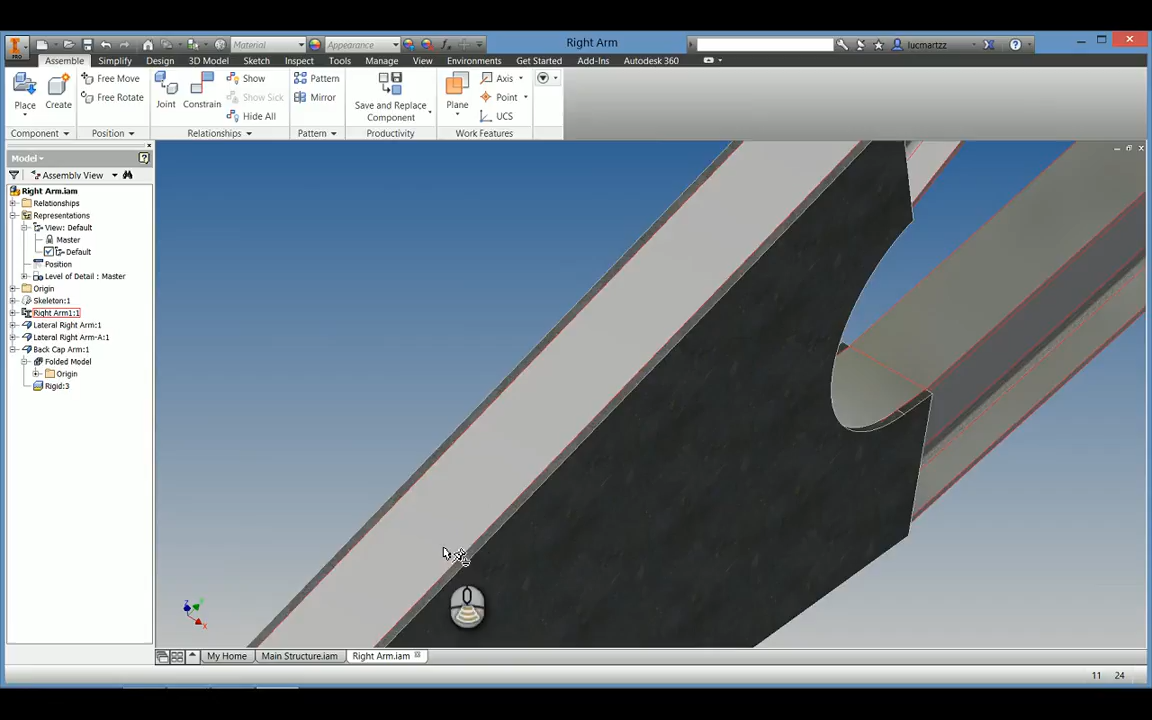 PRO
Material
Appearance
Right Arm
lucmartzz
Assemble Simplify Design 3D Model Sketch Inspect Tools Manage View Environments Get Started Add-Ins Autodesk 360
Place
Create
Free Move
Free Rotate
Joint
Constrain
Show
Show Sick
Hide All
Pattern
Mirror
Save and Replace
Component
Plane
Axis
Point
UCS
Component Position Relationships Pattern Productivity Work Features
Model
Assembly View
Right Arm.iam
Relationships
Representations
View: Default
Master
Default
Position
Level of Detail : Master
Origin
Skeleton:1
Right Arm1:1
Lateral Right Arm:1
Lateral Right Arm-A:1
Back Cap Arm:1
Folded Model
Origin
Rigid:3
My Home Main Structure.iam Right Arm.iam
11 24